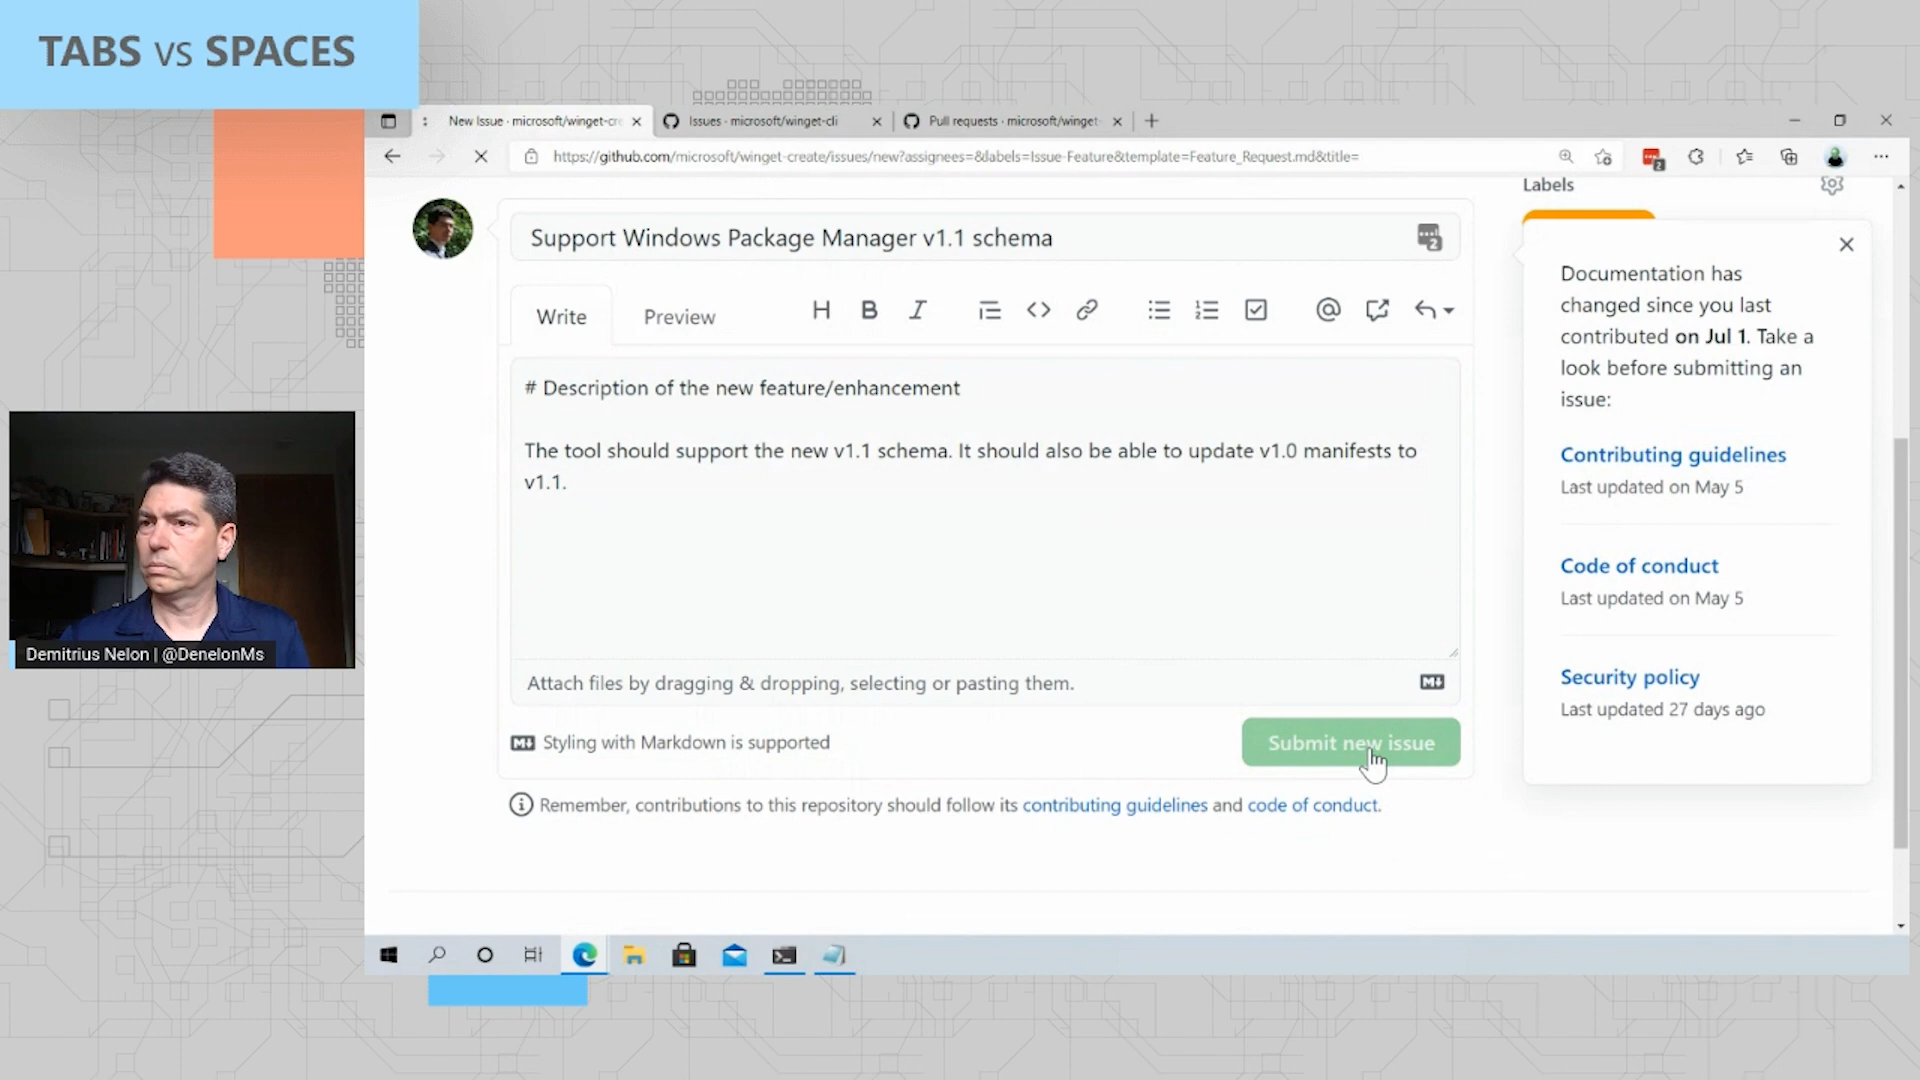 TABS VS SPACES
New Issue · microsoft/winget-cre
Issues · microsoft/winget-cli
Pull requests · microsoft/winget-
https://github.com/microsoft/winget-create/issues/new?assignees=&labels=Issue-Feature&template=Feature_Request.md&title=
Labels
Support Windows Package Manager v1.1 schema
2
Write
Preview
H B I
Documentation has
changed since you last
contributed on Jul 1. Take a
look before submitting an
issue:
# Description of the new feature/enhancement
The tool should support the new v1.1 schema. It should also be able to update v1.0 manifests to
v1.1.
Contributing guidelines
Last updated on May 5
Code of conduct
Last updated on May 5
Security policy
Last updated 27 days ago
Demitrius Nelon | @DenelonMs
Attach files by dragging & dropping, selecting or pasting them.
Styling with Markdown is supported
Submit new issue
Remember, contributions to this repository should follow its contributing guidelines and code of conduct.